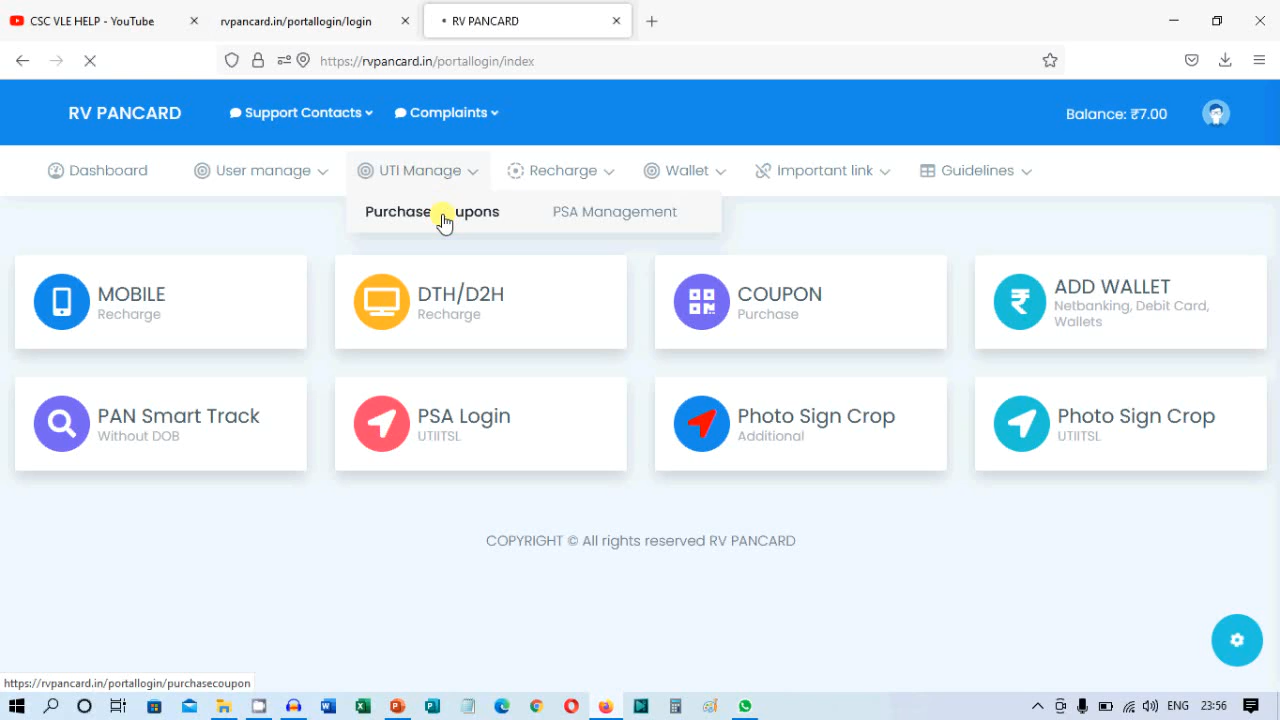 CSC VLE HELP - YouTube
rvpancard.in/portallogin/login
RV PANCARD
https://rvpancard.in/portallogin/index
RV PANCARD
Support Contacts
Complaints
Balance: ₹7.00
Dashboard
User manage
UTI Manage
Recharge
Wallet
Important link
Guidelines
Purchase Coupons
PSA Management
MOBILE
Recharge
DTH/D2H
Recharge
COUPON
Purchase
ADD WALLET
Netbanking, Debit Card,
Wallets
PAN Smart Track
Without DOB
PSA Login
UTIITSL
Photo Sign Crop
Additional
Photo Sign Crop
UTIITSL
COPYRIGHT © All rights reserved RV PANCARD
https://rvpancard.in/portallogin/purchasecoupon
ENG
23:56